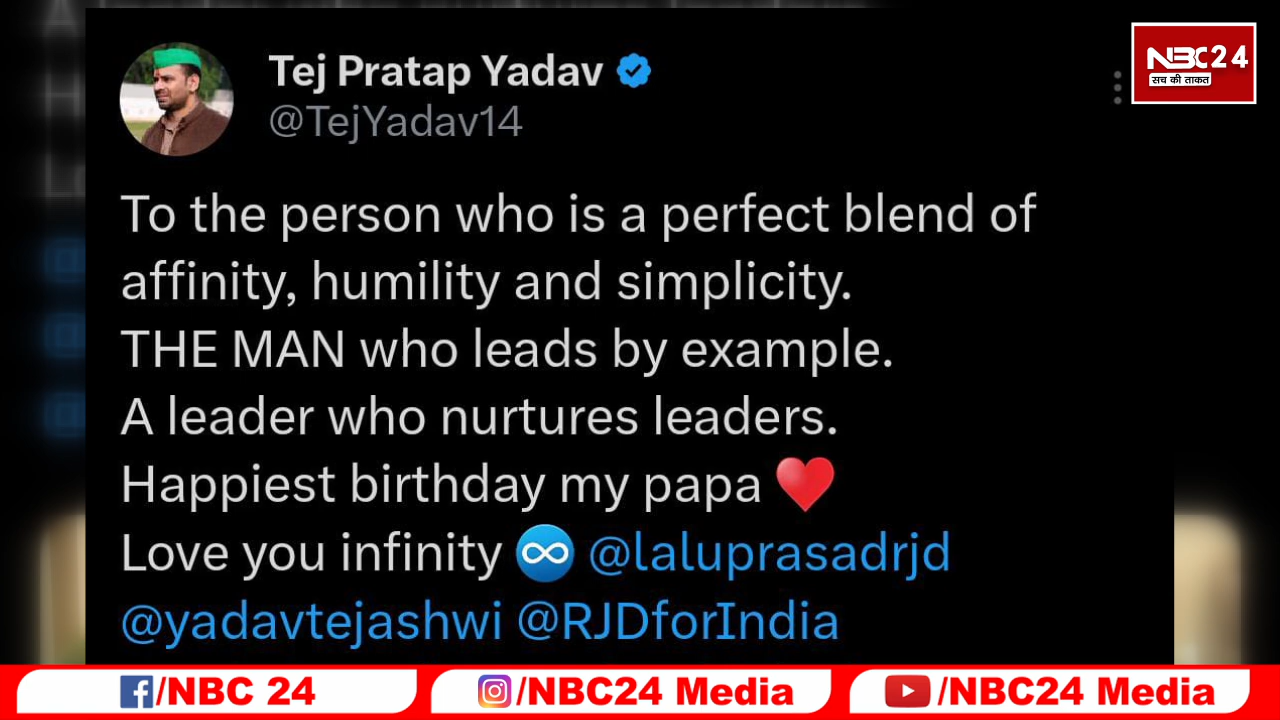 Tej Pratap Yadav
@TejYadav14
NBC 24
सच की ताकत
To the person who is a perfect blend of
affinity, humility and simplicity.
THE MAN who leads by example.
A leader who nurtures leaders.
Happiest birthday my papa ♥️
Love you infinity ♾️ @laluprasadrjd
@yadavtejashwi @RJDforIndia
/NBC 24
/NBC24 Media
/NBC24 Media